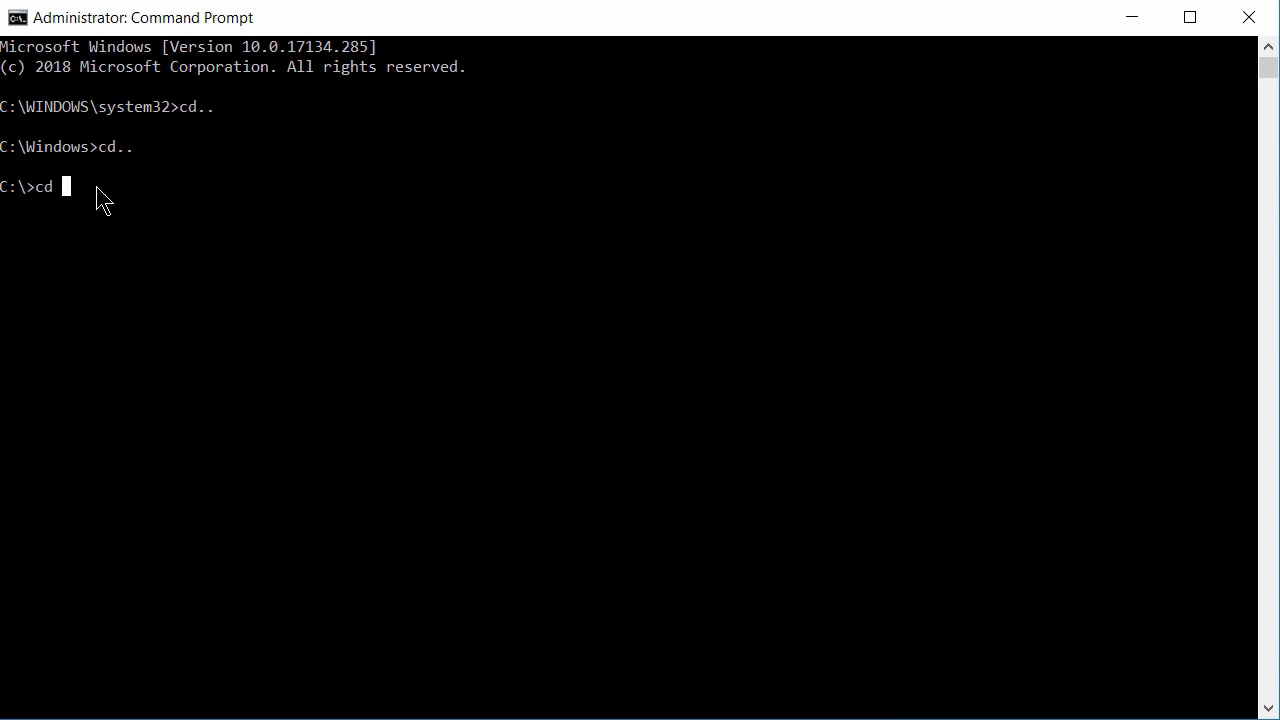 Administrator: Command Prompt
Microsoft Windows [Version 10.0.17134.285]
(c) 2018 Microsoft Corporation. All rights reserved.
C:\WINDOWS\system32>cd..
C:\Windows>cd..
C:\>cd